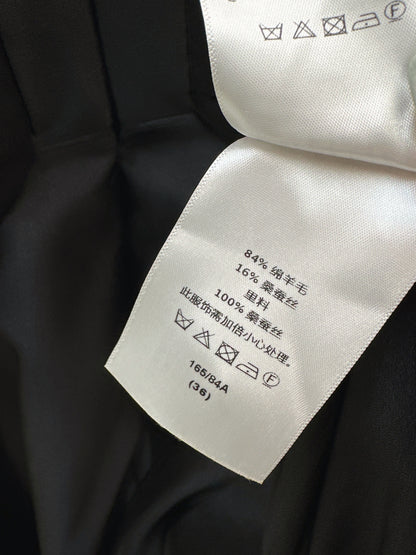 84% 绵羊毛
16% 桑蚕丝
里料
100% 桑蚕丝
此服饰需加倍小心处理。
165/84A
(36)